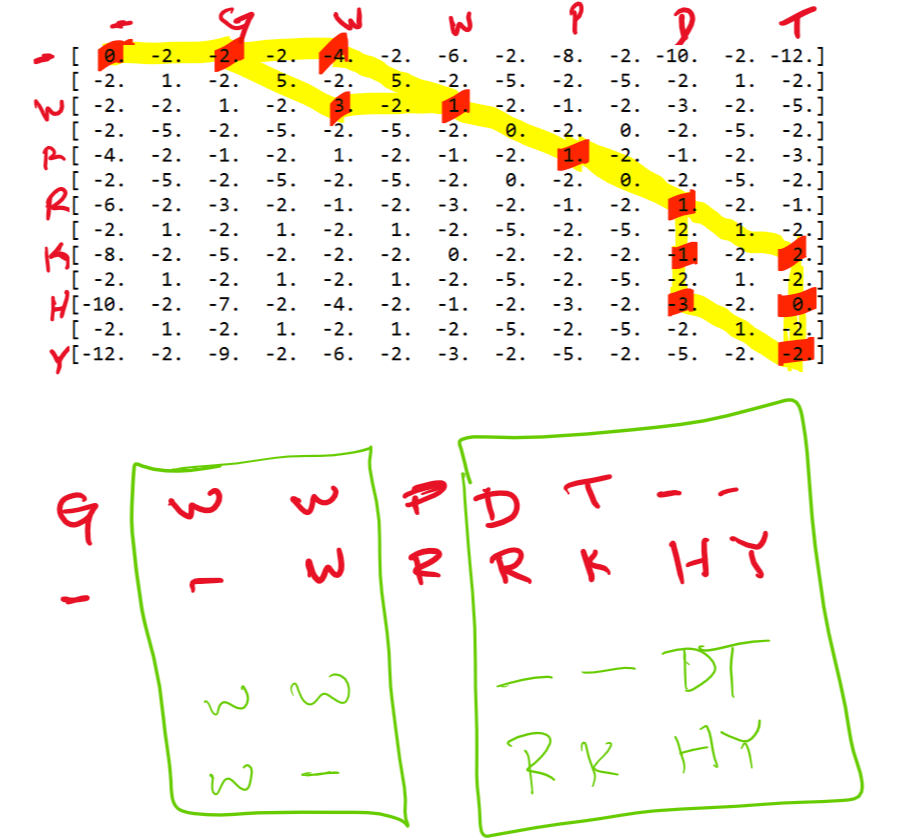 - G W W P D T
- [ 0. -2. -2. -2. -4. -2. -6. -2. -8. -2. -10. -2. -12.]
[ -2. 1. -2. 5. -2. 5. -2. -5. -2. -5. -2. 1. -2.]
W [ -2. -2. 1. -2. 3. -2. 1. -2. -1. -2. -3. -2. -5.]
[ -2. -5. -2. -5. -2. -5. -2. 0. -2. 0. -2. -5. -2.]
R [ -4. -2. -1. -2. 1. -2. -1. -2. 1. -2. -1. -2. -3.]
[ -2. -5. -2. -5. -2. -5. -2. 0. -2. 0. -2. -5. -2.]
R [ -6. -2. -3. -2. -1. -2. -3. -2. -1. -2. 1. -2. -1.]
[ -2. 1. -2. 1. -2. 1. -2. -5. -2. -5. -2. 1. -2.]
K [ -8. -2. -5. -2. -2. -2. 0. -2. -2. -2. -1. -2. 2.]
[ -2. 1. -2. 1. -2. 1. -2. -5. -2. -5. -2. 1. -2.]
H [-10. -2. -7. -2. -4. -2. -1. -2. -3. -2. -3. -2. 0.]
[ -2. 1. -2. 1. -2. 1. -2. -5. -2. -5. -2. 1. -2.]
Y [-12. -2. -9. -2. -6. -2. -3. -2. -5. -2. -5. -2. -2.]
G W W P D T - -
- - W R R K H Y
W W - - D T
W - R K H Y